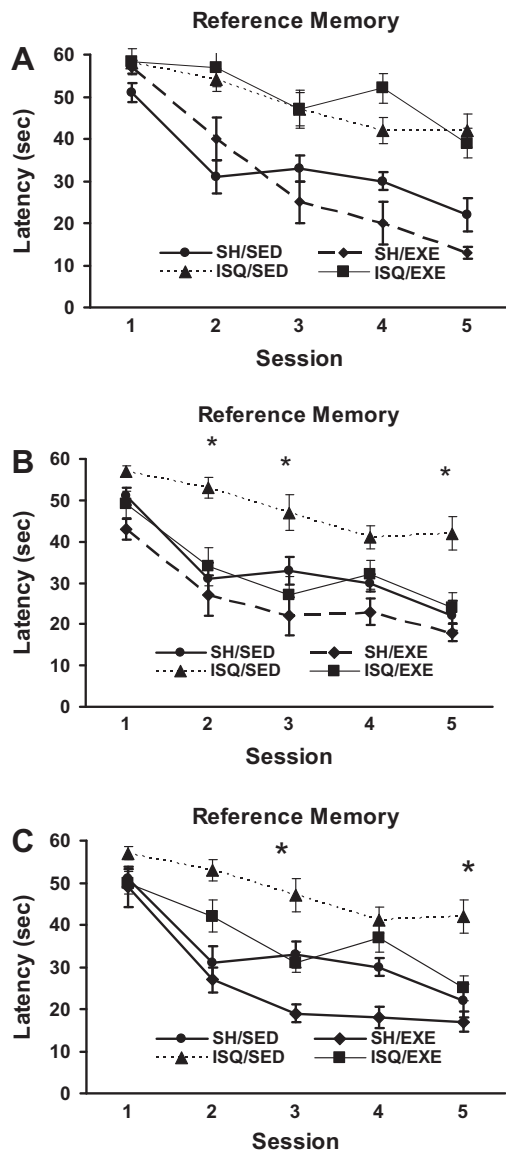 Reference Memory
A
60
50
40
30
20
10
0
Latency (sec)
SH/SED SH/EXE
ISQ/SED ISQ/EXE
1 2 3 4 5
Session
Reference Memory
B
* * *
60
50
40
30
20
10
0
Latency (sec)
SH/SED SH/EXE
ISQ/SED ISQ/EXE
1 2 3 4 5
Session
Reference Memory
C
* *
60
50
40
30
20
10
0
Latency (sec)
SH/SED SH/EXE
ISQ/SED ISQ/EXE
1 2 3 4 5
Session